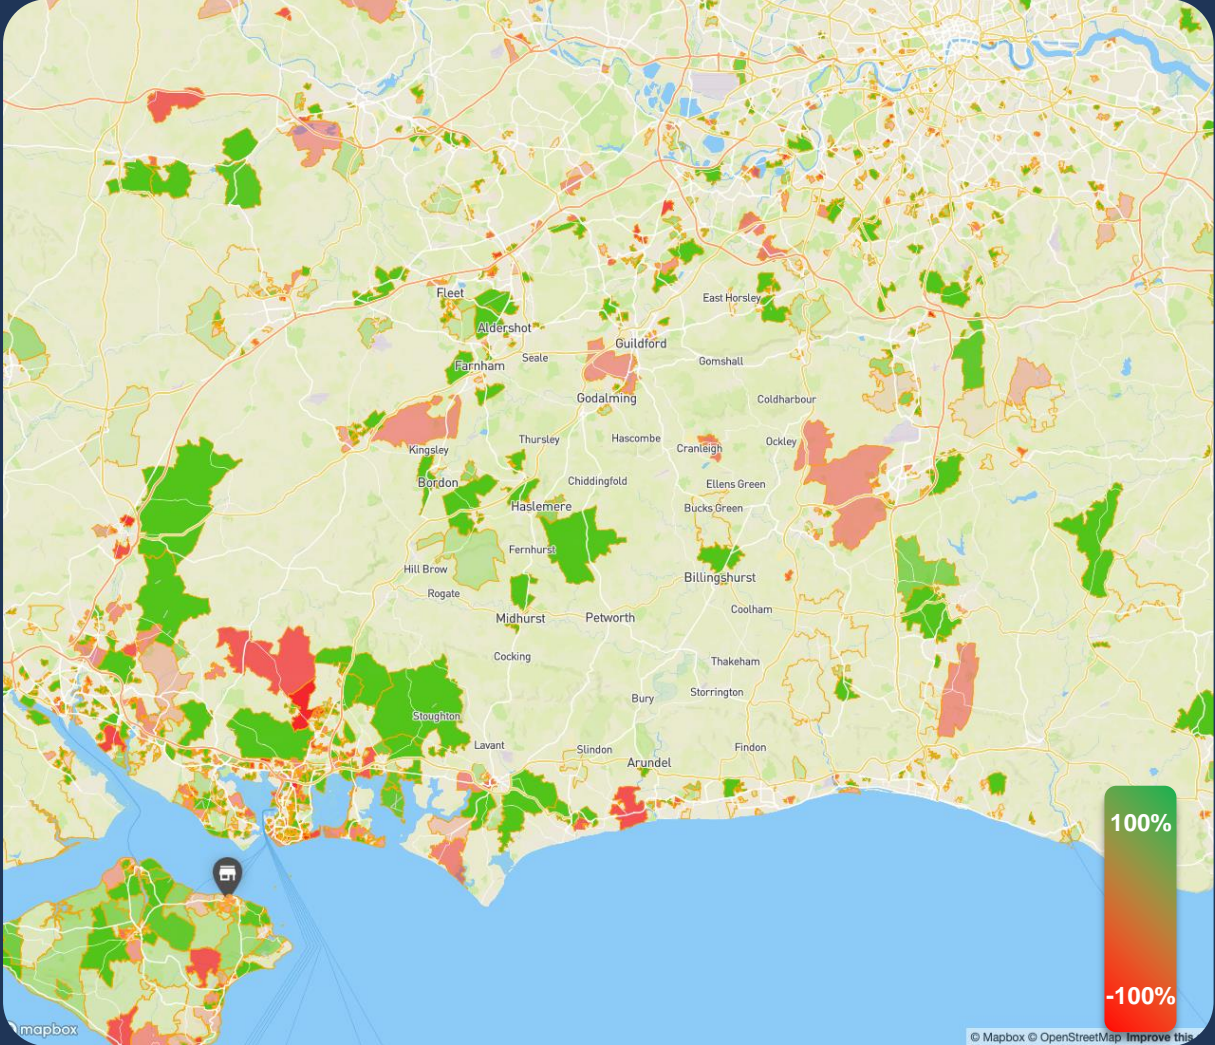 Fleet
East Horsley
Aldershot
Guildford
Seale
Gomshall
Farnham
Godalming
Coldharbour
Thursley
Hascombe
Ockley
Kingsley
Cranleigh
Bordon
Chiddingfold
Ellens Green
Haslemere
Bucks Green
Fernhurst
Hill Brow
Billingshurst
Rogate
Midhurst
Petworth
Coolham
Cocking
Thakeham
Bury
Storrington
Stoughton
Lavant
Slindon
Findon
Arundel
100%
-100%
mapbox
© Mapbox © OpenStreetMap Improve this